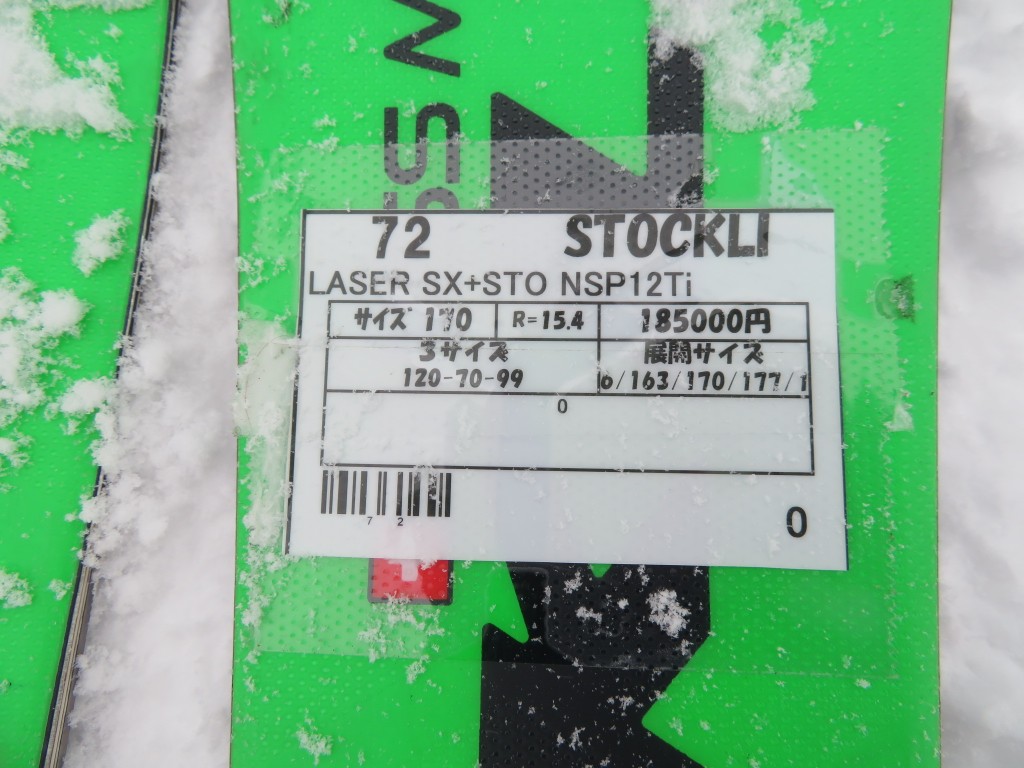 72 STOCKLI
LASER SX+STO NSP12Ti
サイズ 170 R=15.4 185000円
3サイズ 展開サイズ
120-70-99 6/163/170/177/1
0
72
0